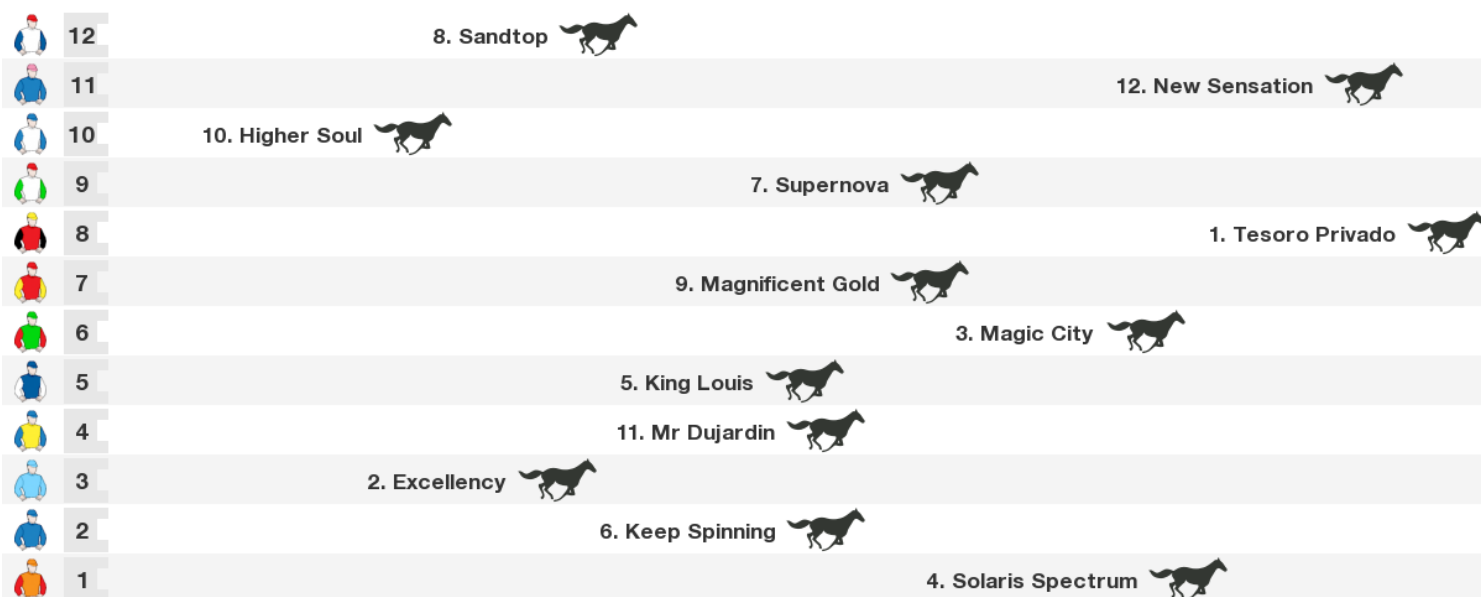 12 8. Sandtop
11 12. New Sensation
10 10. Higher Soul
9 7. Supernova
8 1. Tesoro Privado
7 9. Magnificent Gold
6 3. Magic City
5 5. King Louis
4 11. Mr Dujardin
3 2. Excellency
2 6. Keep Spinning
1 4. Solaris Spectrum